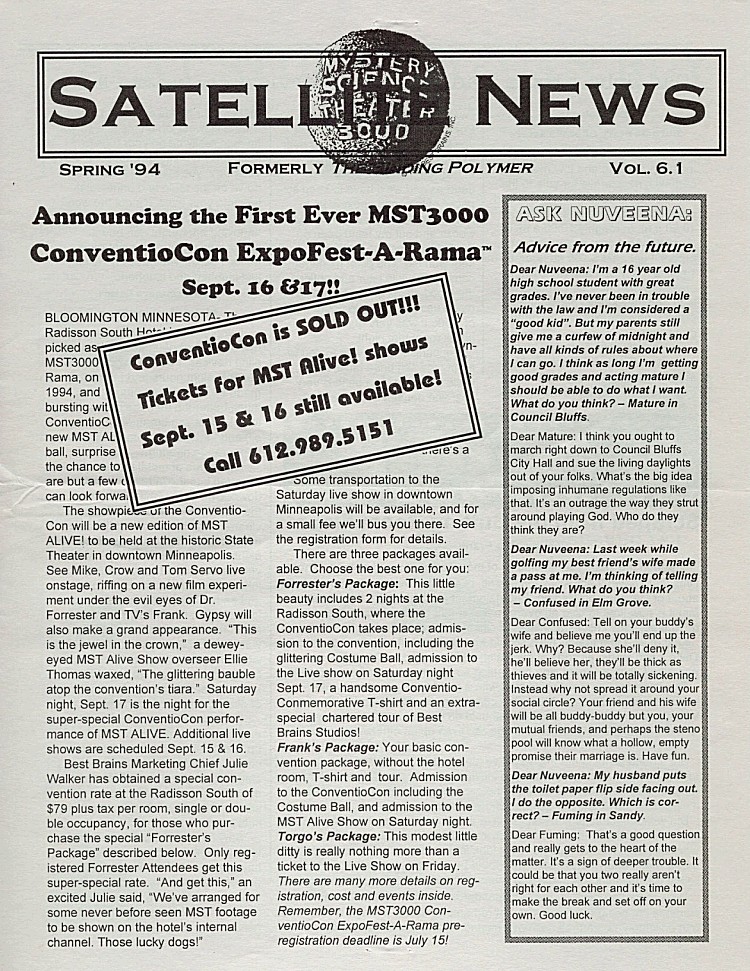 SATELL E NEWS
MYSTERY
SCIENC
THEATER
3000
SPRING '94
FORMERLY THE BINDING POLYMER
VOL. 6.1
Announcing the First Ever MST3000
ConventioCon ExpoFest-A-Rama™
Sept. 16 &17!!
BLOOMINGTON MINNESOTA-
Radisson South
picked as
MST3000
Rama, on
1994, and
bursting
ConventioC
new MST AL
ball, surprise
the chance to
are but a few
can look
The showpiece of the Conventio-
Con will be a new edition of MST
ALIVE! to be held at the historic State
Theater in downtown Minneapolis.
See Mike, Crow and Tom Servo live
onstage, riffing on a new film experi-
ment under the evil eyes of Dr.
Forrester and TV's Frank. Gypsy will
also make a grand appearance. "This
is the jewel in the crown," a dewey-
eyed MST Alive Show overseer Ellie
Thomas waxed, "The glittering bauble
atop the convention's tiara." Saturday
night, Sept. 17 is the night for the
super-special ConventioCon perfor-
mance of MST ALIVE. Additional live
shows are scheduled Sept. 15 & 16.
Best Brains Marketing Chief Julie
Walker has obtained a special con-
vention rate at the Radisson South of
$79 plus tax per room, single or dou-
ble occupancy, for those who pur-
chase the special "Forrester's
Package" described below. Only reg-
istered Forrester Attendees get this
super-special rate. "And get this," an
excited Julie said, "We've arranged for
some never before seen MST footage
to be shown on the hotel's internal
channel. Those lucky dogs!"
ConventioCon is SOLD OUT!!!
Tickets for MST Alive! shows
Sept. 15 & 16 still available!
Call 612.989.5151
there's a
Some transportation to the
Saturday live show in downtown
Minneapolis will be available, and for
a small fee we'll bus you there. See
the registration form for details.
There are three packages avail-
able. Choose the best one for you:
Forrester's Package: This little
beauty includes 2 nights at the
Radisson South, where the
ConventioCon takes place; admis-
sion to the convention, including the
glittering Costume Ball, admission to
the Live show on Saturday night
Sept. 17, a handsome Conventio-
Conmemorative T-shirt and an extra-
special chartered tour of Best
Brains Studios!
Frank's Package: Your basic con-
vention package, without the hotel
room, T-shirt and tour. Admission
to the ConventioCon including the
Costume Ball, and admission to the
MST Alive Show on Saturday night.
Torgo's Package: This modest little
ditty is really nothing more than a
ticket to the Live Show on Friday.
There are many more details on reg-
istration, cost and events inside.
Remember, the MST3000 Con-
ventioCon ExpoFest-A-Rama pre-
registration deadline is July 15!
ASK NUVEENA:
Advice from the future.
Dear Nuveena: I'm a 16 year old
high school student with great
grades. I've never been in trouble
with the law and I'm considered a
"good kid". But my parents still
give me a curfew of midnight and
have all kinds of rules about where
I can go. I think as long I'm getting
good grades and acting mature I
should be able to do what I want.
What do you think? – Mature in
Council Bluffs.
Dear Mature: I think you ought to
march right down to Council Bluffs
City Hall and sue the living daylights
out of your folks. What's the big idea
imposing inhumane regulations like
that. It's an outrage the way they strut
around playing God. Who do they
think they are?
Dear Nuveena: Last week while
golfing my best friend's wife made
a pass at me. I'm thinking of telling
my friend. What do you think?
– Confused in Elm Grove.
Dear Confused: Tell on your buddy's
wife and believe me you'll end up the
jerk. Why? Because she'll deny it,
he'll believe her, they'll be thick as
thieves and it will be totally sickening.
Instead why not spread it around your
social circle? Your friend and his wife
will be all buddy-buddy but you, your
mutual friends, and perhaps the steno
pool will know what a hollow, empty
promise their marriage is. Have fun.
Dear Nuveena: My husband puts
the toilet paper flip side facing out.
I do the opposite. Which is cor-
rect? – Fuming in Sandy.
Dear Fuming: That's a good question
and really gets to the heart of the
matter. It's a sign of deeper trouble. It
could be that you two really aren't
right for each other and it's time to
make the break and set off on your
own. Good luck.